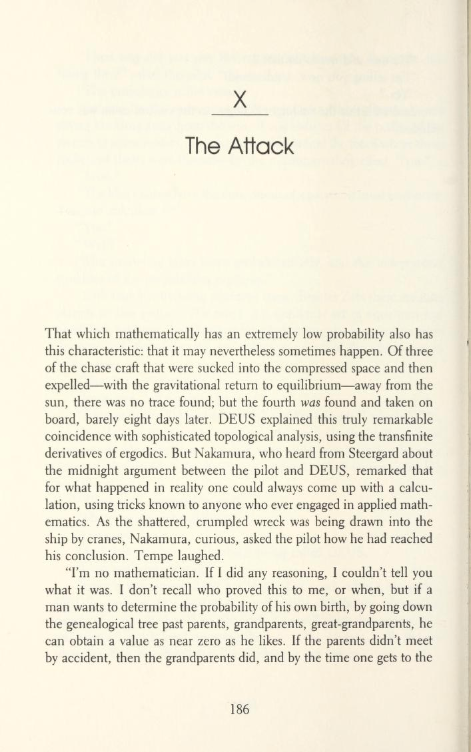 X
The Attack
That which mathematically has an extremely low probability also has
this characteristic: that it may nevertheless sometimes happen. Of three
of the chase craft that were sucked into the compressed space and then
expelled—with the gravitational return to equilibrium—away from the
sun, there was no trace found; but the fourth was found and taken on
board, barely eight days later. DEUS explained this truly remarkable
coincidence with sophisticated topological analysis, using the transfinite
derivatives of ergodics. But Nakamura, who heard from Steergard about
the midnight argument between the pilot and DEUS, remarked that
for what happened in reality one could always come up with a calcu-
lation, using tricks known to anyone who ever engaged in applied math-
ematics. As the shattered, crumpled wreck was being drawn into the
ship by cranes, Nakamura, curious, asked the pilot how he had reached
his conclusion. Tempe laughed.
“I’m no mathematician. If I did any reasoning, I couldn’t tell you
what it was. I don’t recall who proved this to me, or when, but if a
man wants to determine the probability of his own birth, by going down
the genealogical tree past parents, grandparents, great-grandparents, he
can obtain a value as near zero as he likes. If the parents didn’t meet
by accident, then the grandparents did, and by the time one gets to the
186